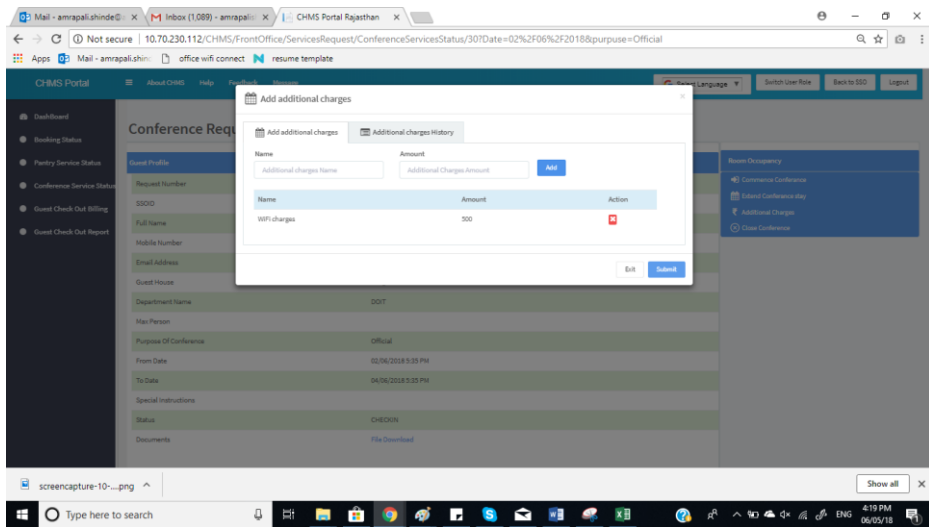 Mail - amrapali.shinde@
Inbox (1,089) - amrapalis
CHMS Portal Rajasthan
Not secure | 10.70.230.112/CHMS/FrontOffice/ServicesRequest/ConferenceServicesStatus/30?Date=02%2F06%2F2018&purpuse=Official
Apps Mail - amrapali.shin office wifi connect resume template
CHMS Portal About CHMS Help Feedback Messages Select Language Switch User Role Back to SSO Logout
Dashboard
Booking Status
Pantry Service Status
Conference Service Status
Guest Check Out Billing
Guest Check Out Report
Conference Requ
Add additional charges
Add additional charges Additional charges History
Name Amount
Additional charges Name Additional Charges Amount Add
Name Amount Action
WiFi charges 500
Exit Submit
Guest Profile
Request Number
SSOID
Full Name
Mobile Number
Email Address
Guest House
Department Name DOIT
Max Person
Purpose Of Conference Official
From Date 02/06/2018 5:35 PM
To Date 04/06/2018 5:35 PM
Special Instructions
Status CHECKIN
Documents File Download
Room Occupancy
Commence Conference
Extend Conference stay
Additional Charges
Close Conference
screencapture-10-....png
Show all
Type here to search
ENG
4:19 PM
06/05/18